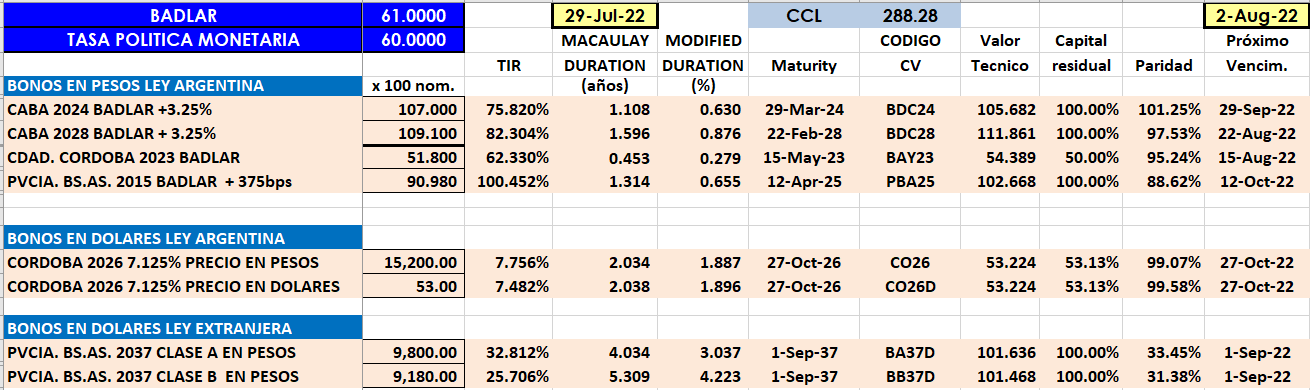 BADLAR 61.0000 29-Jul-22 CCL 288.28 2-Aug-22
TASA POLITICA MONETARIA 60.0000 MACAULAY MODIFIED CODIGO Valor Capital Próximo
TIR DURATION DURATION Maturity CV Tecnico residual Paridad Vencim.
BONOS EN PESOS LEY ARGENTINA x 100 nom. (años) (%)
CABA 2024 BADLAR +3.25% 107.000 75.820% 1.108 0.630 29-Mar-24 BDC24 105.682 100.00% 101.25% 29-Sep-22
CABA 2028 BADLAR + 3.25% 109.100 82.304% 1.596 0.876 22-Feb-28 BDC28 111.861 100.00% 97.53% 22-Aug-22
CDAD. CORDOBA 2023 BADLAR 51.800 62.330% 0.453 0.279 15-May-23 BAY23 54.389 50.00% 95.24% 15-Aug-22
PVCIA. BS.AS. 2015 BADLAR + 375bps 90.980 100.452% 1.314 0.655 12-Apr-25 PBA25 102.668 100.00% 88.62% 12-Oct-22
BONOS EN DOLARES LEY ARGENTINA
CORDOBA 2026 7.125% PRECIO EN PESOS 15,200.00 7.756% 2.034 1.887 27-Oct-26 CO26 53.224 53.13% 99.07% 27-Oct-22
CORDOBA 2026 7.125% PRECIO EN DOLARES 53.00 7.482% 2.038 1.896 27-Oct-26 CO26D 53.224 53.13% 99.58% 27-Oct-22
BONOS EN DOLARES LEY EXTRANJERA
PVCIA. BS.AS. 2037 CLASE A EN PESOS 9,800.00 32.812% 4.034 3.037 1-Sep-37 BA37D 101.636 100.00% 33.45% 1-Sep-22
PVCIA. BS.AS. 2037 CLASE B EN PESOS 9,180.00 25.706% 5.309 4.223 1-Sep-37 BB37D 101.468 100.00% 31.38% 1-Sep-22